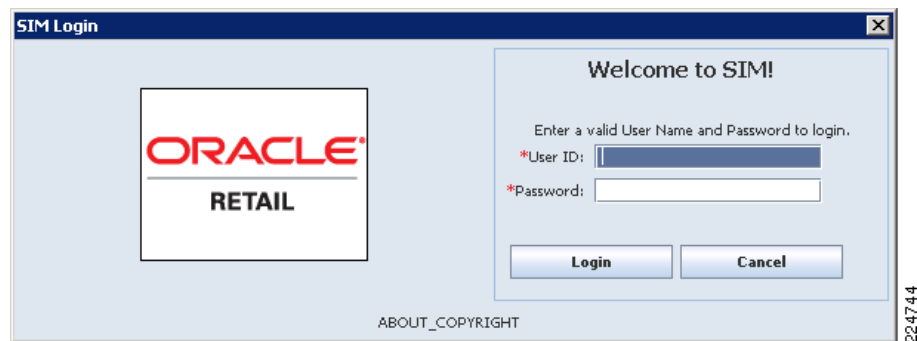 SIM Login
ORACLE
RETAIL
Welcome to SIM!
Enter a valid User Name and Password to login.
*User ID:
*Password:
Login
Cancel
ABOUT_COPYRIGHT
224744